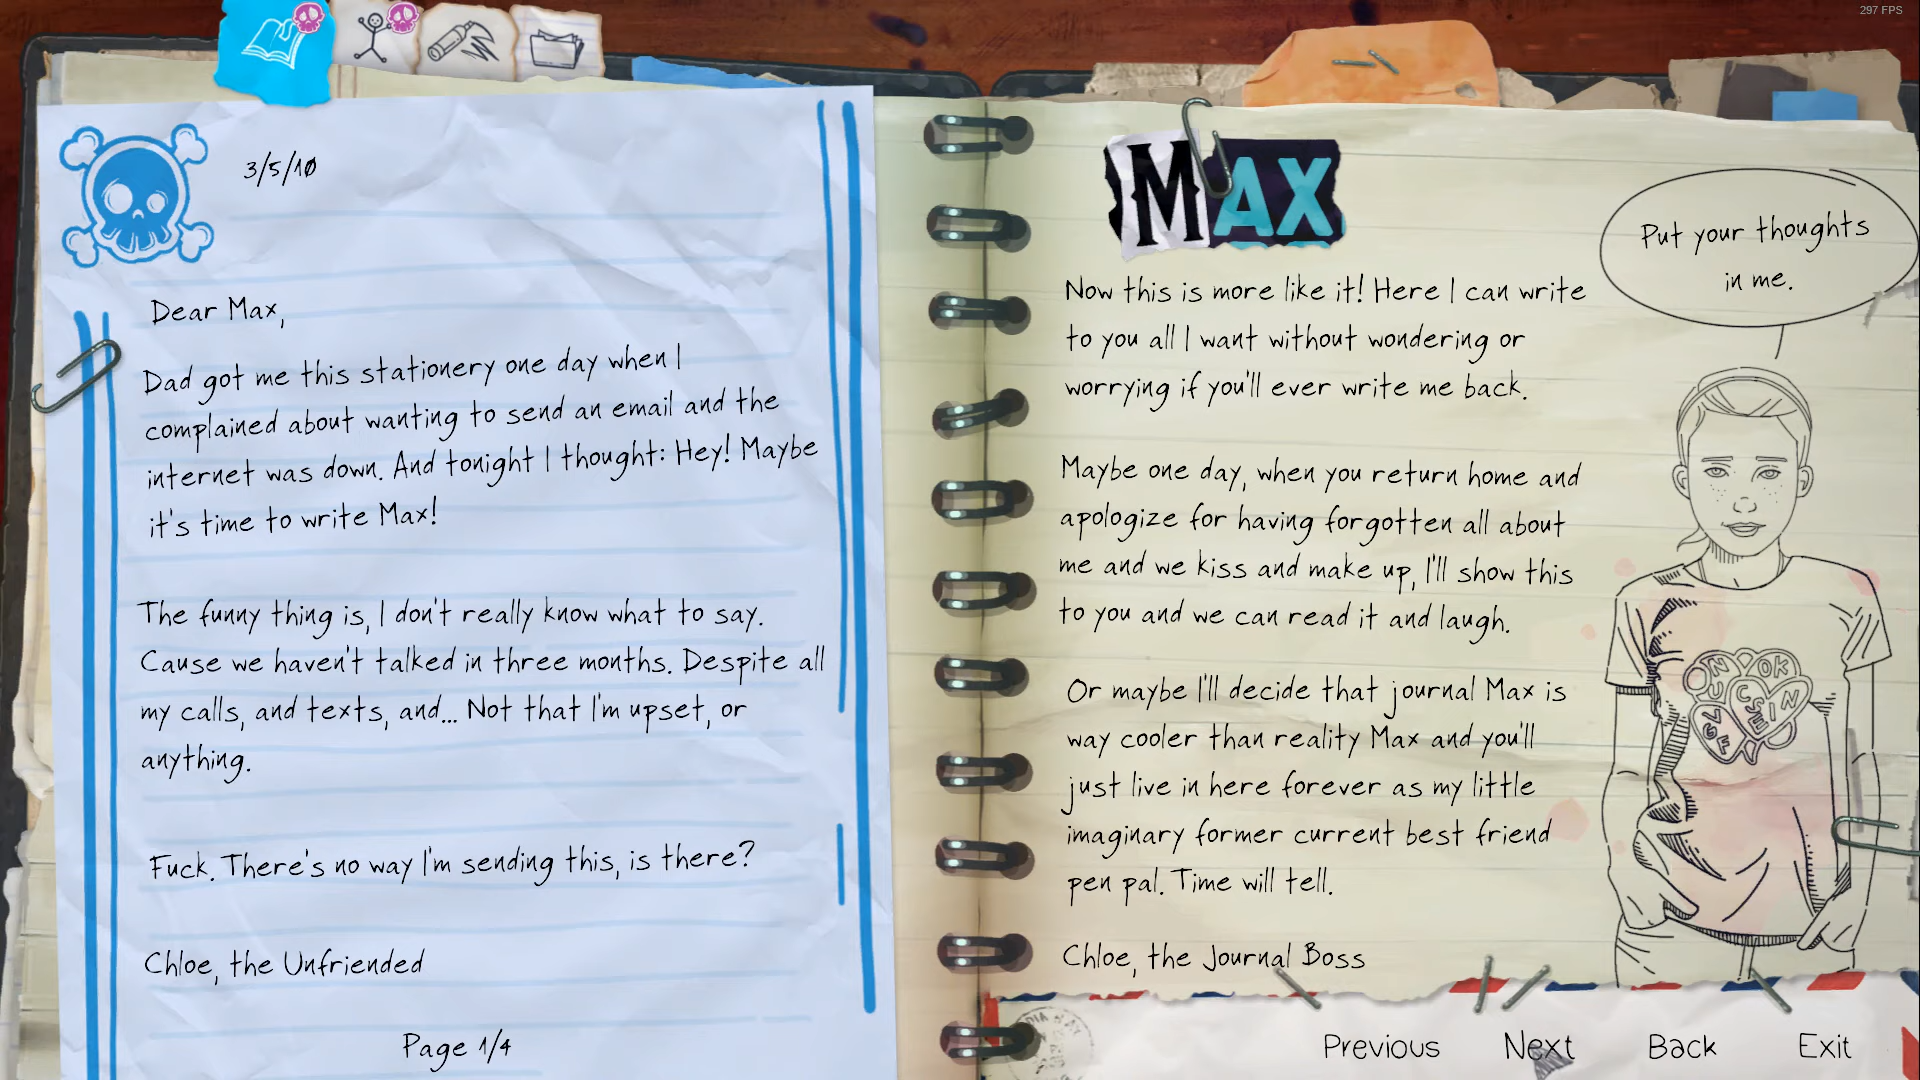 297 FPS
3/5/10
Dear Max,
Dad got me this stationery one day when I
complained about wanting to send an email and the
internet was down. And tonight I thought: Hey! Maybe
it's time to write Max!
The funny thing is, I don't really know what to say.
Cause we haven't talked in three months. Despite all
my calls, and texts, and... Not that I'm upset, or
anything.
Fuck. There's no way I'm sending this, is there?
Chloe, the Unfriended
Page 1/4
MAX
Now this is more like it! Here I can write
to you all I want without wondering or
worrying if you'll ever write me back.
Maybe one day, when you return home and
apologize for having forgotten all about
me and we kiss and make up, I'll show this
to you and we can read it and laugh.
Or maybe I'll decide that journal Max is
way cooler than reality Max and you'll
just live in here forever as my little
imaginary former current best friend
pen pal. Time will tell.
Chloe, the Journal Boss
Put your thoughts
in me.
Previous
Next
Back
Exit